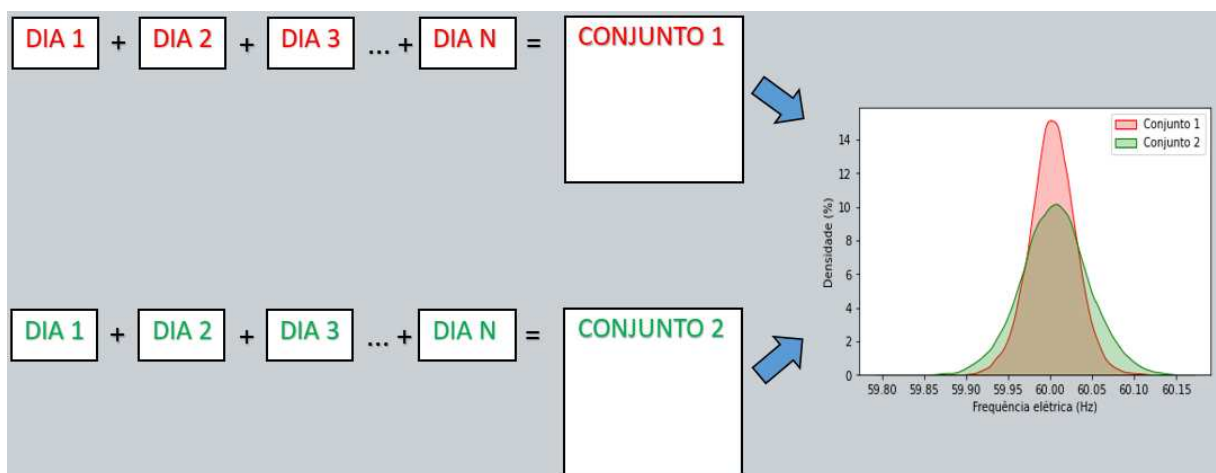 DIA 1 + DIA 2 + DIA 3 ... + DIA N = CONJUNTO 1
DIA 1 + DIA 2 + DIA 3 ... + DIA N = CONJUNTO 2
Conjunto 1
Conjunto 2
Densidade (%)
14
12
10
8
6
4
2
0
59.80 59.85 59.90 59.95 60.00 60.05 60.10 60.15
Frequência elétrica (Hz)